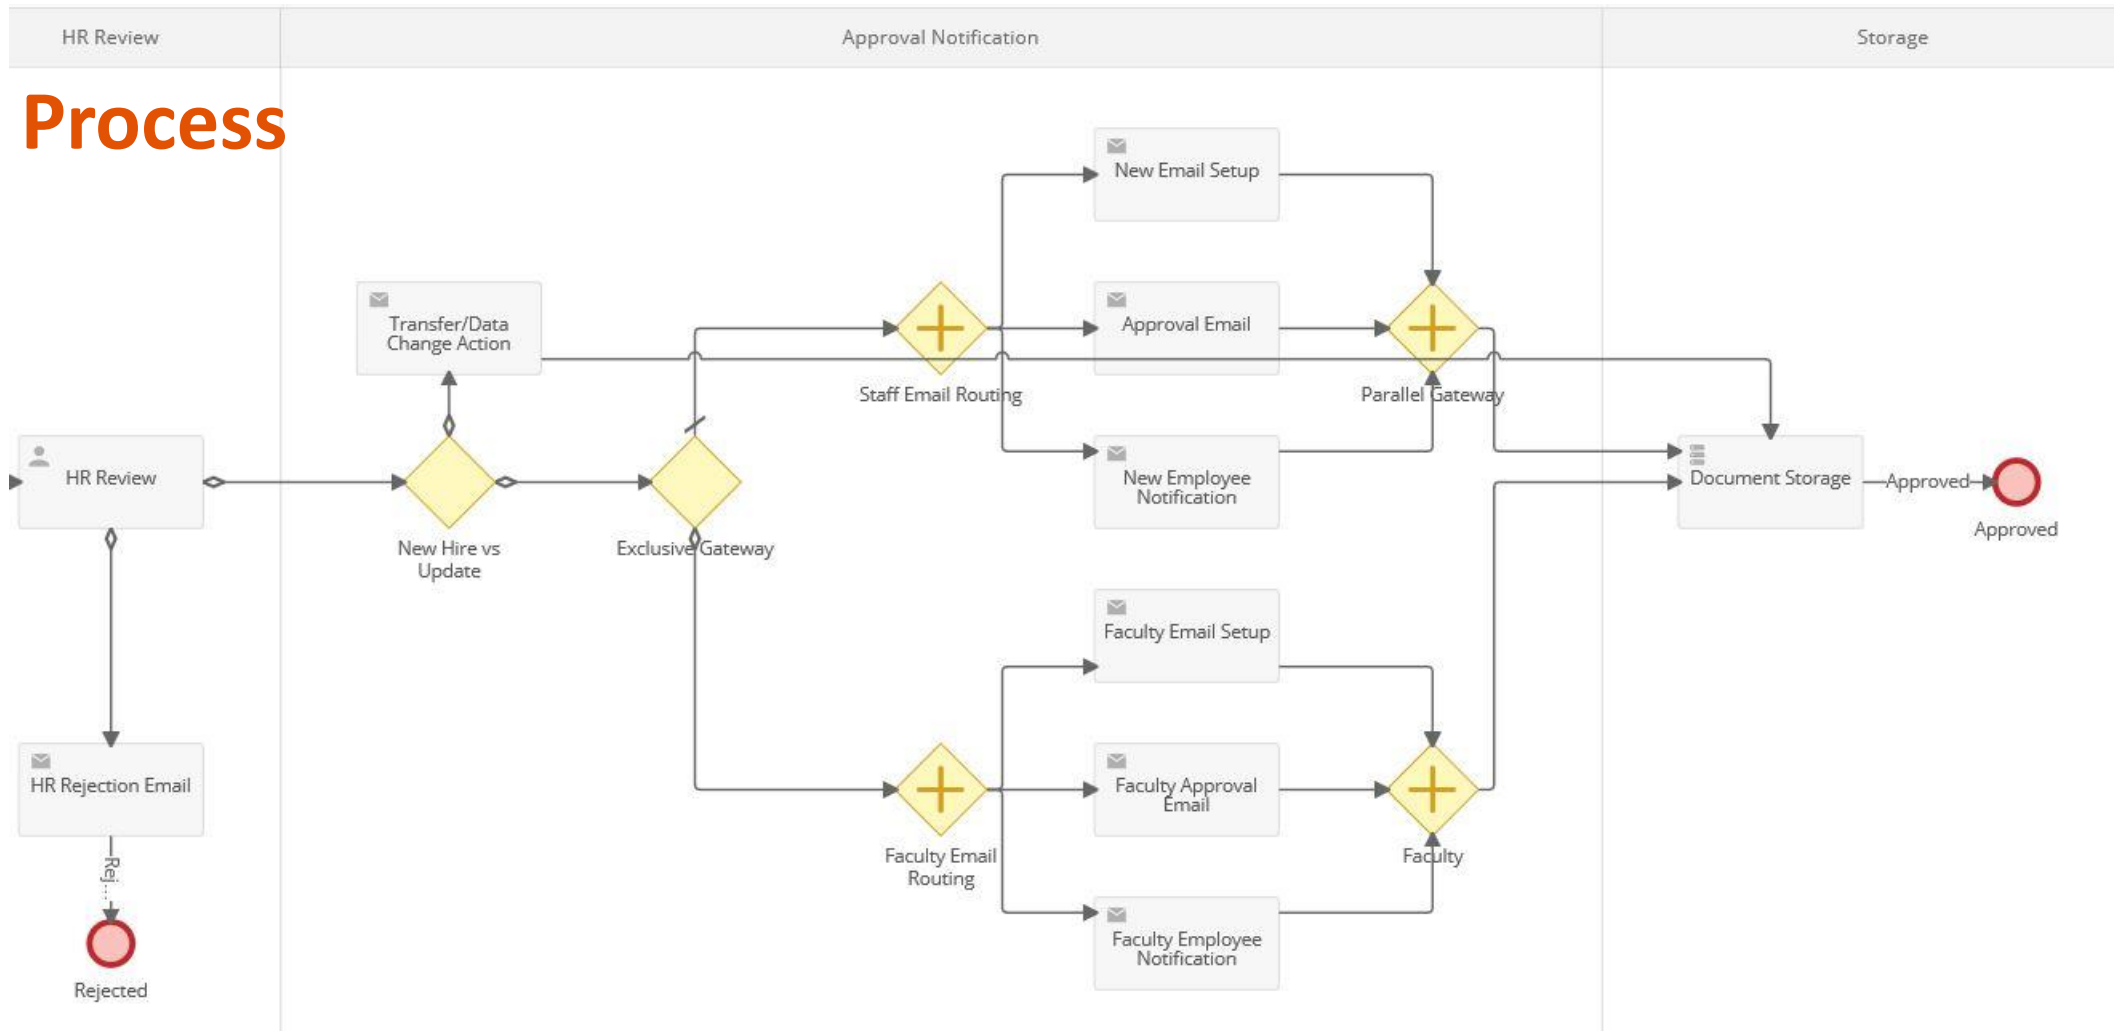 HR Review
Approval Notification
Storage
Process
New Email Setup
Transfer/Data
Change Action
Approval Email
Staff Email Routing
Parallel Gateway
HR Review
New Hire vs
Update
Exclusive Gateway
New Employee
Notification
Document Storage
Approved
Approved
Faculty Email Setup
HR Rejection Email
Faculty Approval
Email
Rej...
Faculty Email
Routing
Faculty
Faculty Employee
Notification
Rejected